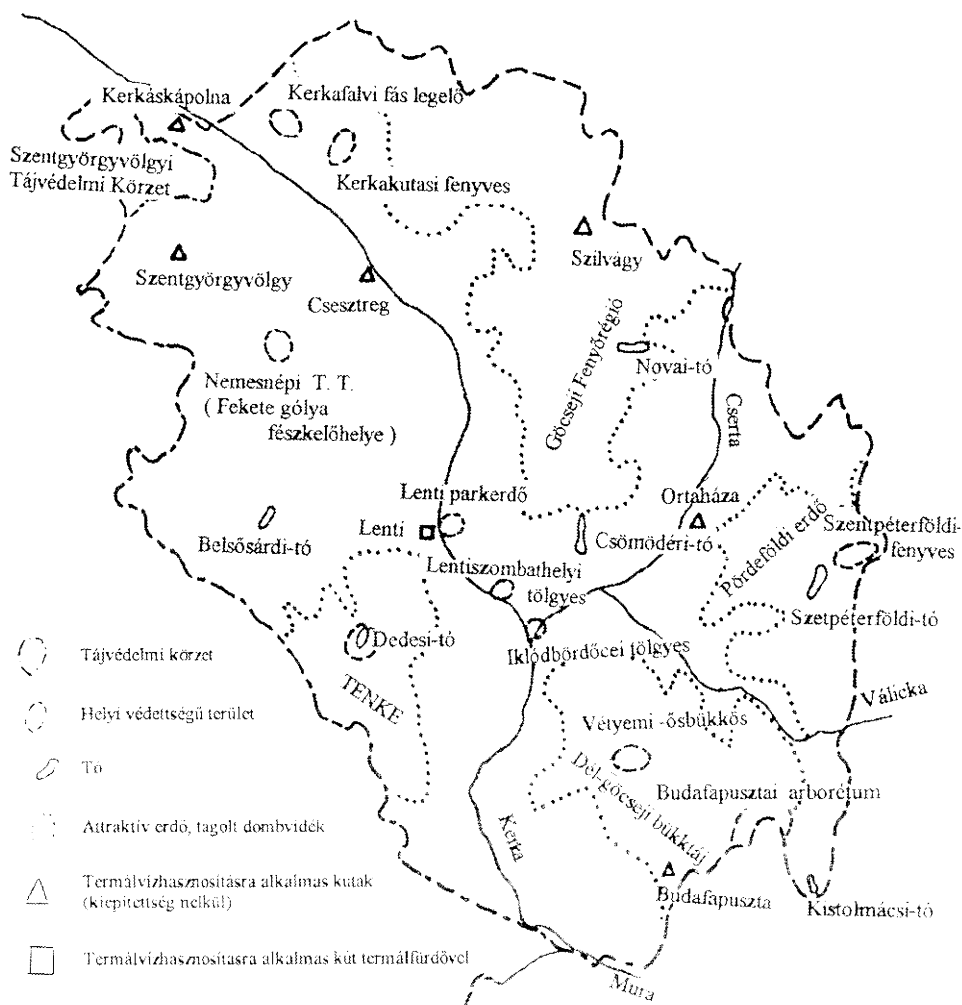 Kerkáskápolna
Kerkafalvi fás legelő
Szentgyörgyvölgyi
Tájvédelmi Körzet
Kerkakutasi fenyves
Szilvágy
Szentgyörgyvölgy
Csesztreg
Göcseji Fenyőrégió
Novai-tó
Nemesnépi T. T.
( Fekete gólya
fészkelőhelye )
Cserta
Lenti parkerdő
Ortaháza
Lenti
Belsősárdi-tó
Csömödéri-tó
Pördeföldi erdő
Szentpéterföldi-
fenyves
Lentiszombathelyi
tölgyes
Szetpéterföldi-tó
Dedesi-tó
Iklódbördőcei tölgyes
TENKE
Válicka
Vétyemi -ősbükkös
Dél-göcseji bükktáj
Budafapusztai arborétum
Kerka
Budafapuszta
Kistolmácsi-tó
Mura
Tájvédelmi körzet
Helyi védettségű terület
Tó
Attraktív erdő, tagolt dombvidék
Termálvízhasznosításra alkalmas kutak
(kiépítettség nélkül)
Termálvízhasznosításra alkalmas kút termálfürdővel